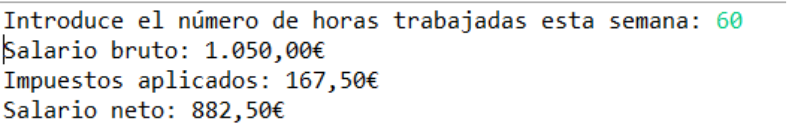 Introduce el número de horas trabajadas esta semana: 60
Salario bruto: 1.050,00€
Impuestos aplicados: 167,50€
Salario neto: 882,50€